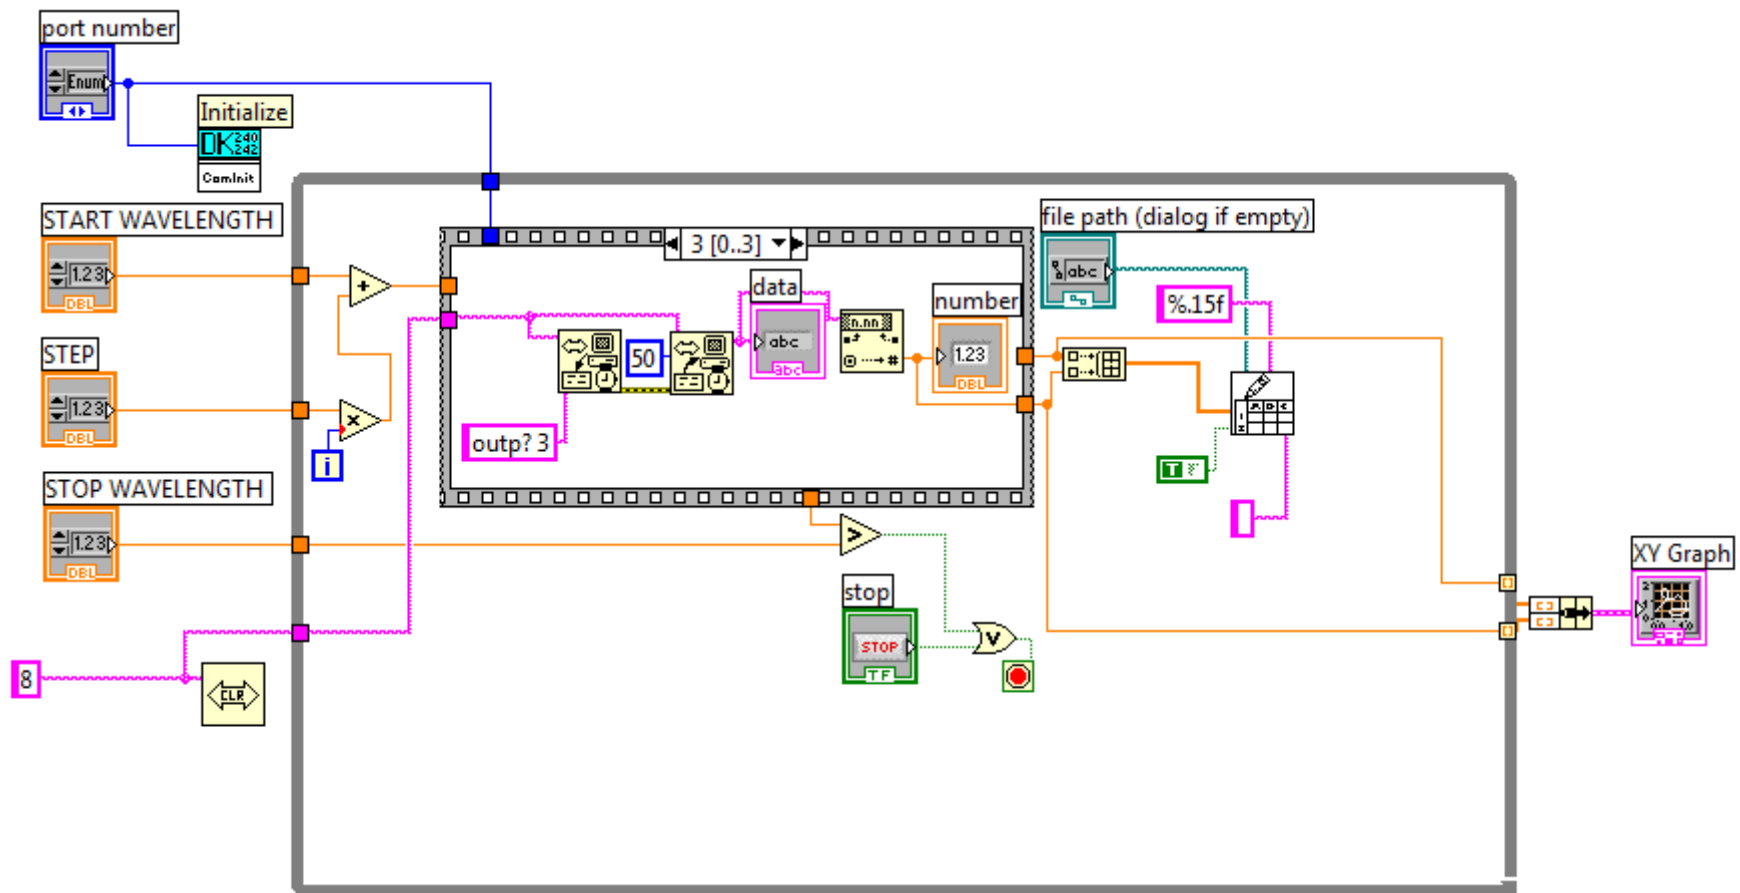 port number
Enum
Initialize
DK 240 242
ComInit
START WAVELENGTH
1.23
DBL
3 [0..3]
file path (dialog if empty)
abc
data
abc
abc
number
1.23
DBL
n.nn
#
%.15f
50
outp? 3
STEP
1.23
DBL
+
x
i
STOP WAVELENGTH
1.23
DBL
>
T
stop
STOP
TF
V
XY Graph
8
CLR